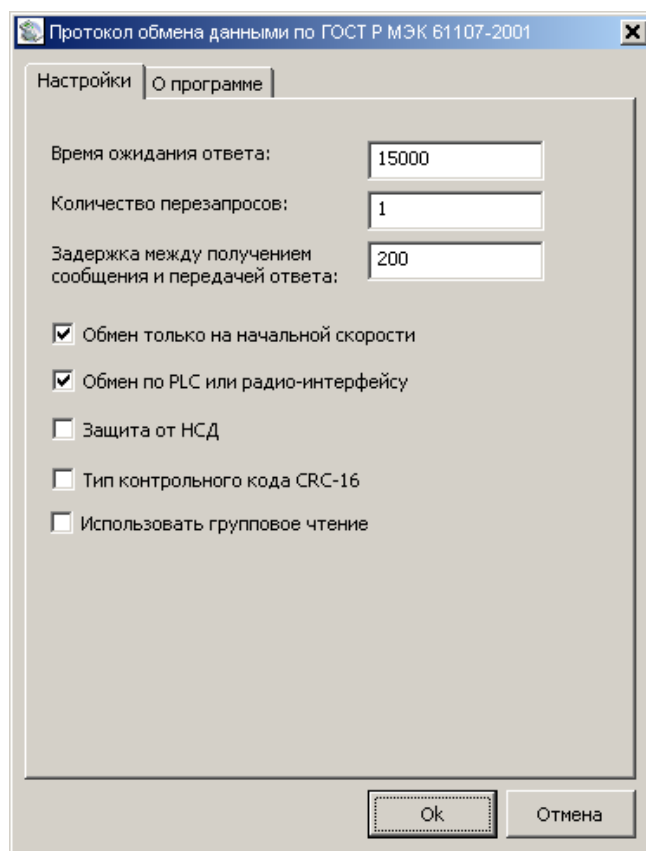 Протокол обмена данными по ГОСТ Р МЭК 61107-2001
Настройки
О программе
Время ожидания ответа:
15000
Количество перезапросов:
1
Задержка между получением
сообщения и передачей ответа:
200
Обмен только на начальной скорости
Обмен по PLC или радио-интерфейсу
Защита от НСД
Тип контрольного кода CRC-16
Использовать групповое чтение
Ok
Отмена